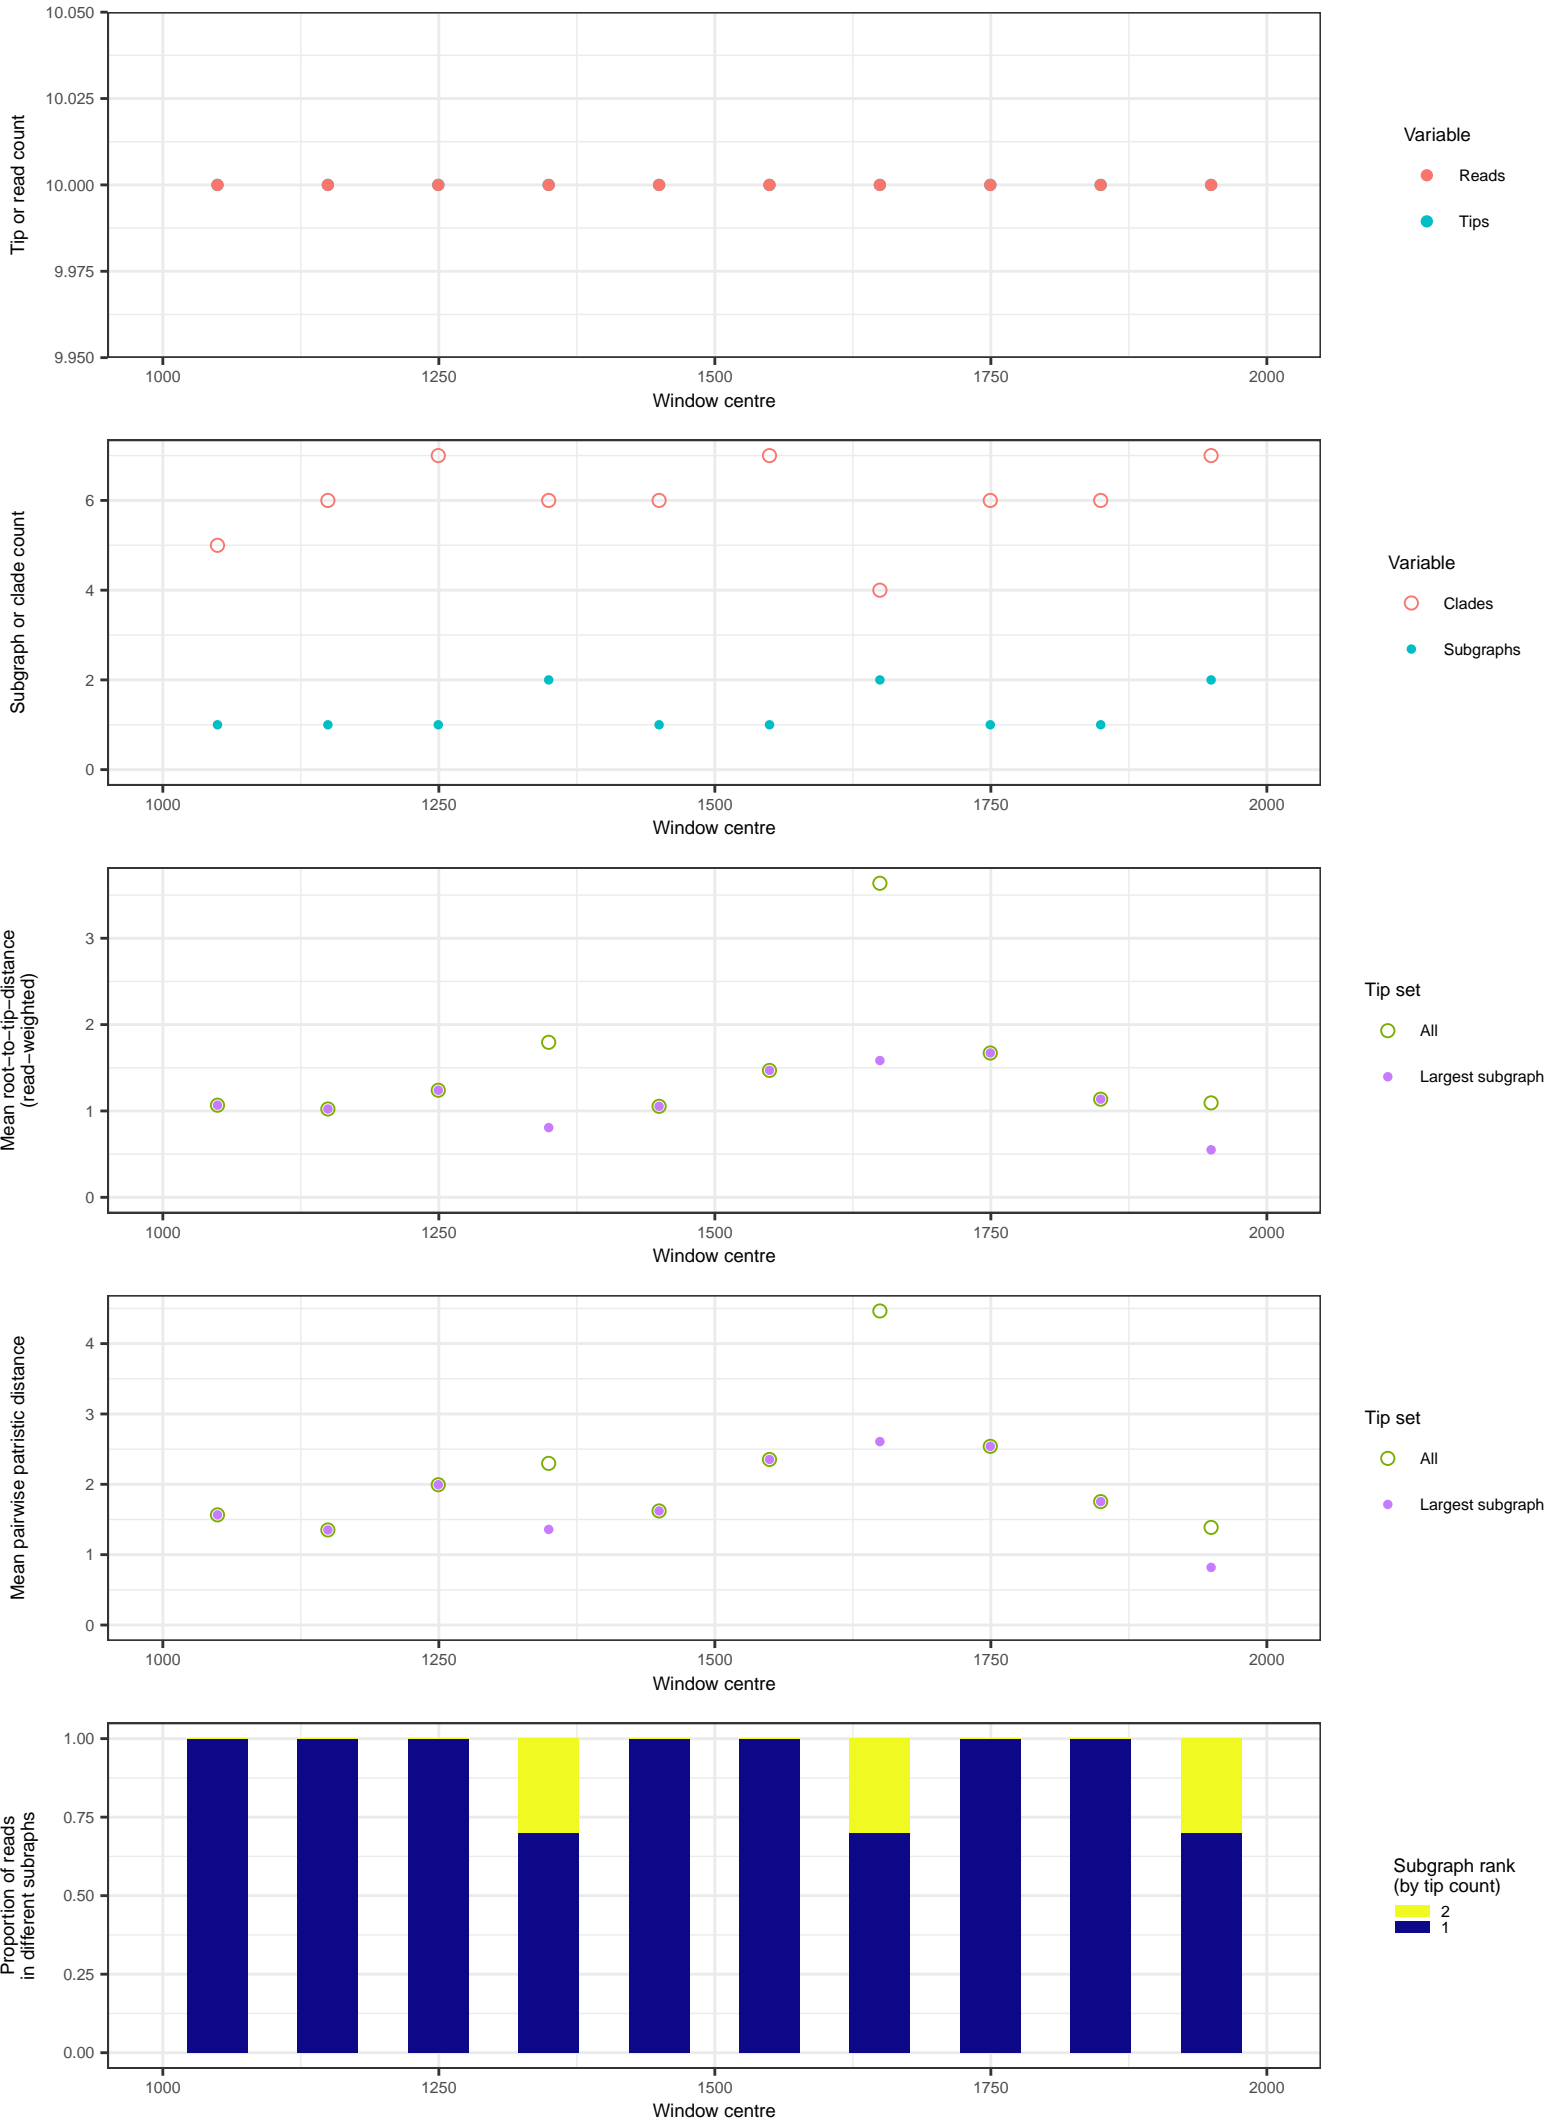 10.050
10.025
10.000
9.975
9.950
Tip or read count
1000 1250 1500 1750 2000
Window centre
Variable
Reads
Tips
6
4
2
0
Subgraph or clade count
1000 1250 1500 1750 2000
Window centre
Variable
Clades
Subgraphs
3
2
1
0
Mean root−to−tip−distance
(read−weighted)
1000 1250 1500 1750 2000
Window centre
Tip set
All
Largest subgraph
4
3
2
1
0
Mean pairwise patristic distance
1000 1250 1500 1750 2000
Window centre
Tip set
All
Largest subgraph
1.00
0.75
0.50
0.25
0.00
Proportion of reads
in different subraphs
1000 1250 1500 1750 2000
Window centre
Subgraph rank
(by tip count)
2
1